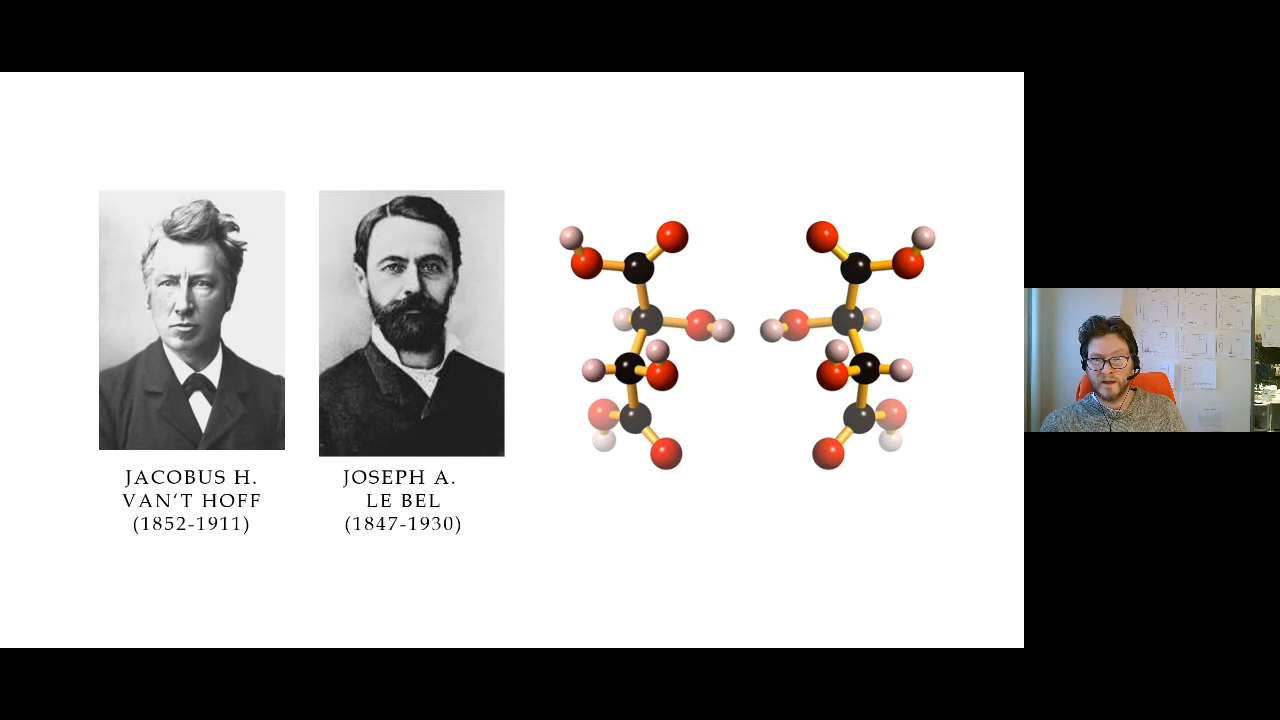 JACOBUS H.
VAN‘T HOFF
(1852-1911)
JOSEPH A.
LE BEL
(1847-1930)